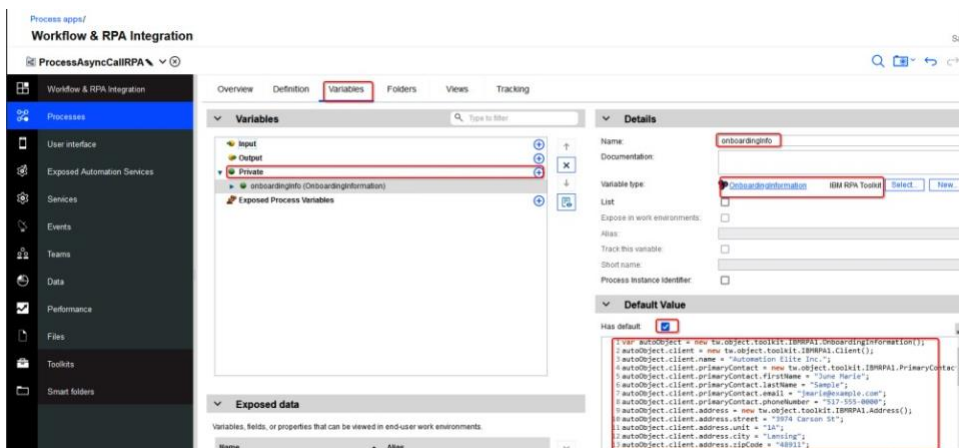 Process apps/
Workflow & RPA Integration
ProcessAsyncCallRPA
Workflow & RPA Integration
Processes
User interface
Exposed Automation Services
Services
Events
Teams
Data
Performance
Files
Toolkits
Smart folders
Overview Definition Variables Folders Views Tracking
Variables
Type to filter
Input
Output
Private
onboardingInfo (OnboardingInformation)
Exposed Process Variables
Exposed data
Variables, fields, or properties that can be viewed in end-user work environments.
Name Alias
Details
Name: onboardingInfo
Documentation:
Variable type: OnboardingInformation IBM RPA Toolkit Select... New...
List
Expose in work environments:
Alias:
Track this variable:
Short name:
Process Instance Identifier:
Default Value
Has default:
1 var autoObject = new tw.object.toolkit.IBMRPA1.OnboardingInformation();
2 autoObject.client = new tw.object.toolkit.IBMRPA1.Client();
3 autoObject.client.name = "Automation Elite Inc.";
4 autoObject.client.primaryContact = new tw.object.toolkit.IBMRPA1.PrimaryContac
5 autoObject.client.primaryContact.firstName = "June Marie";
6 autoObject.client.primaryContact.lastName = "Sample";
7 autoObject.client.primaryContact.email = "jmarie@example.com";
8 autoObject.client.primaryContact.phoneNumber = "517-555-0000";
9 autoObject.client.address = new tw.object.toolkit.IBMRPA1.Address();
10 autoObject.client.address.street = "3974 Carson St";
11 autoObject.client.address.unit = "1A";
12 autoObject.client.address.city = "Lansing";
13 autoObject.client.address.zipCode = "48911";